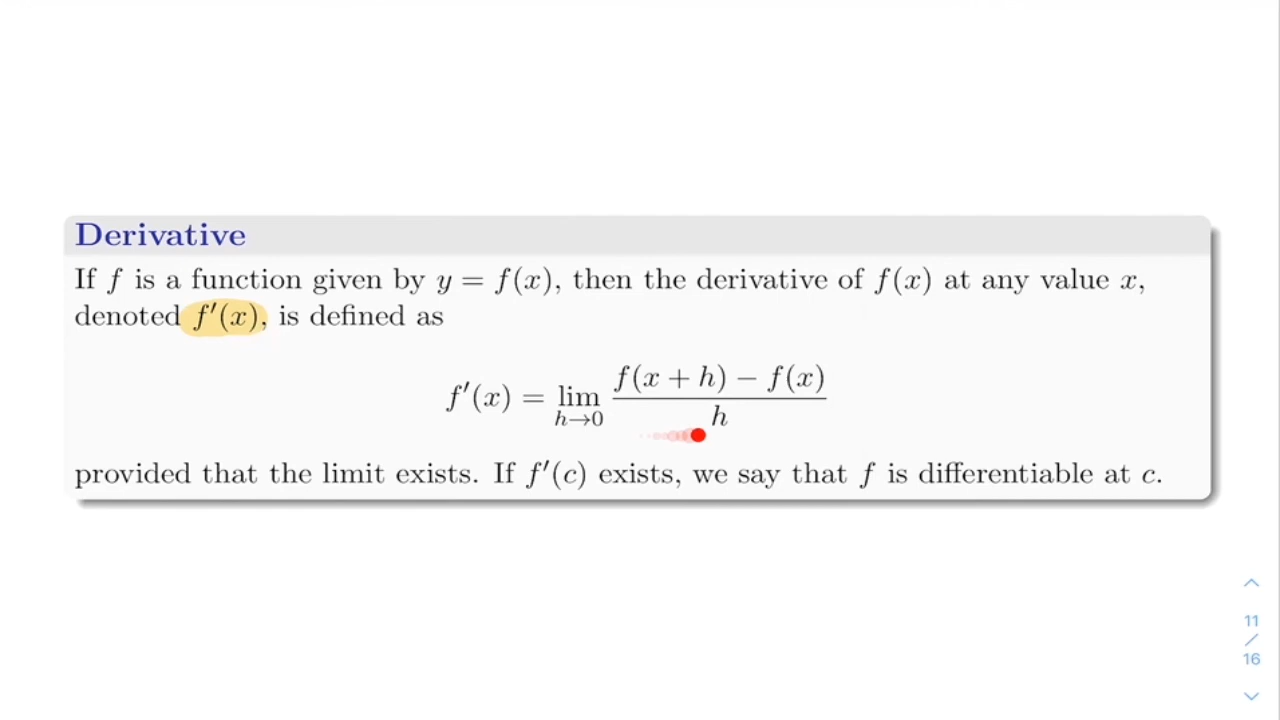 Derivative
If f is a function given by y = f(x), then the derivative of f(x) at any value x,
denoted f′(x), is defined as
f′(x) = lim h→0 f(x + h) − f(x) / h
provided that the limit exists. If f′(c) exists, we say that f is differentiable at c.
11
/
16